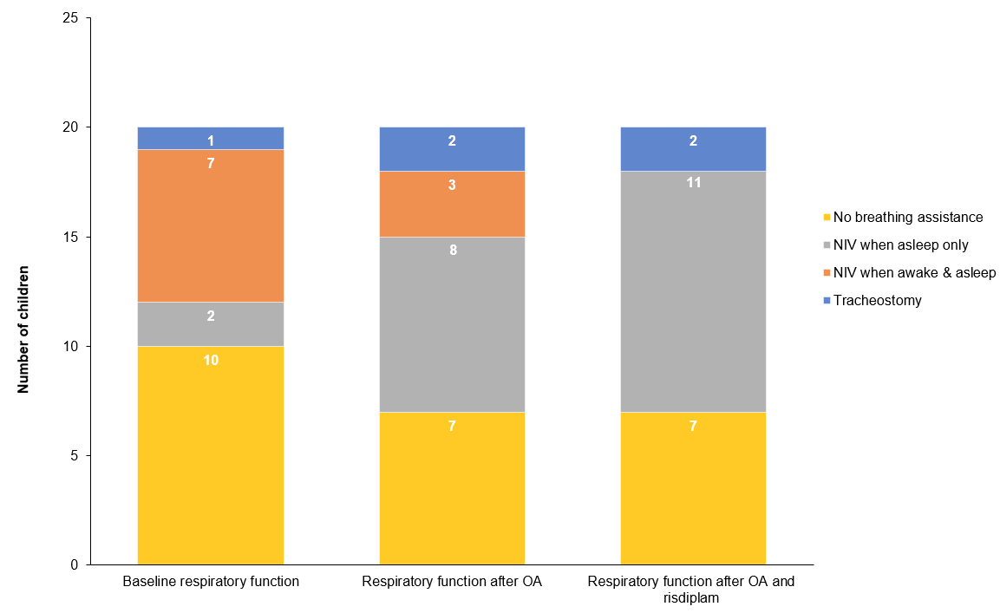 25
20
15
10
5
0
Number of children
1
7
2
10
2
3
8
7
2
11
7
Baseline respiratory function
Respiratory function after OA
Respiratory function after OA and
risdiplam
No breathing assistance
NIV when asleep only
NIV when awake & asleep
Tracheostomy